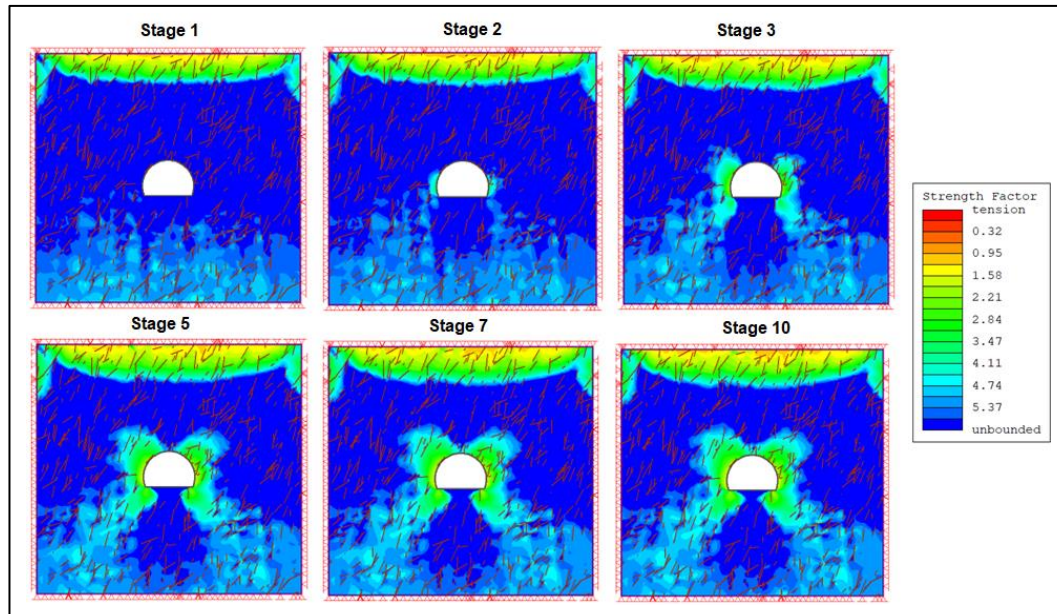 Stage 1
Stage 2
Stage 3
Strength Factor
tension
0.32
0.95
1.58
2.21
2.84
3.47
4.11
4.74
5.37
unbounded
Stage 5
Stage 7
Stage 10